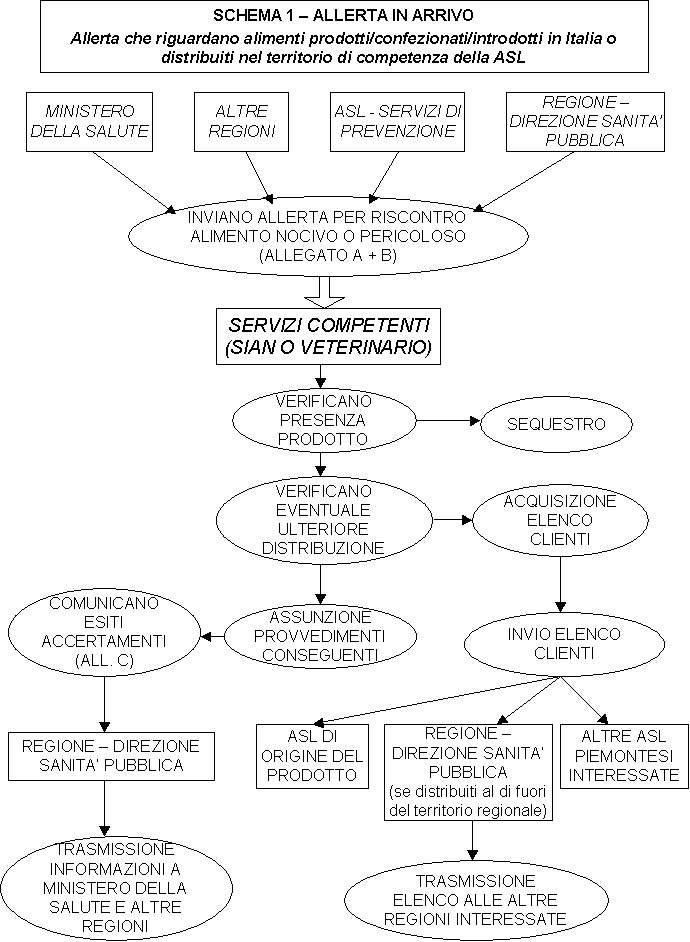 SCHEMA 1 – ALLERTA IN ARRIVO
Allerta che riguardano alimenti prodotti/confezionati/introdotti in Italia o
distribuiti nel territorio di competenza della ASL
MINISTERO
DELLA SALUTE
ALTRE
REGIONI
ASL - SERVIZI DI
PREVENZIONE
REGIONE –
DIREZIONE SANITA'
PUBBLICA
INVIANO ALLERTA PER RISCONTRO
ALIMENTO NOCIVO O PERICOLOSO
(ALLEGATO A + B)
SERVIZI COMPETENTI
(SIAN O VETERINARIO)
VERIFICANO
PRESENZA
PRODOTTO
SEQUESTRO
VERIFICANO
EVENTUALE
ULTERIORE
DISTRIBUZIONE
ACQUISIZIONE
ELENCO
CLIENTI
COMUNICANO
ESITI
ACCERTAMENTI
(ALL. C)
ASSUNZIONE
PROVVEDIMENTI
CONSEGUENTI
INVIO ELENCO
CLIENTI
REGIONE – DIREZIONE
SANITA' PUBBLICA
ASL DI
ORIGINE DEL
PRODOTTO
REGIONE –
DIREZIONE SANITA'
PUBBLICA
(se distribuiti al di fuori
del territorio regionale)
ALTRE ASL
PIEMONTESI
INTERESSATE
TRASMISSIONE
INFORMAZIONI A
MINISTERO DELLA
SALUTE E ALTRE
REGIONI
TRASMISSIONE
ELENCO ALLE ALTRE
REGIONI INTERESSATE